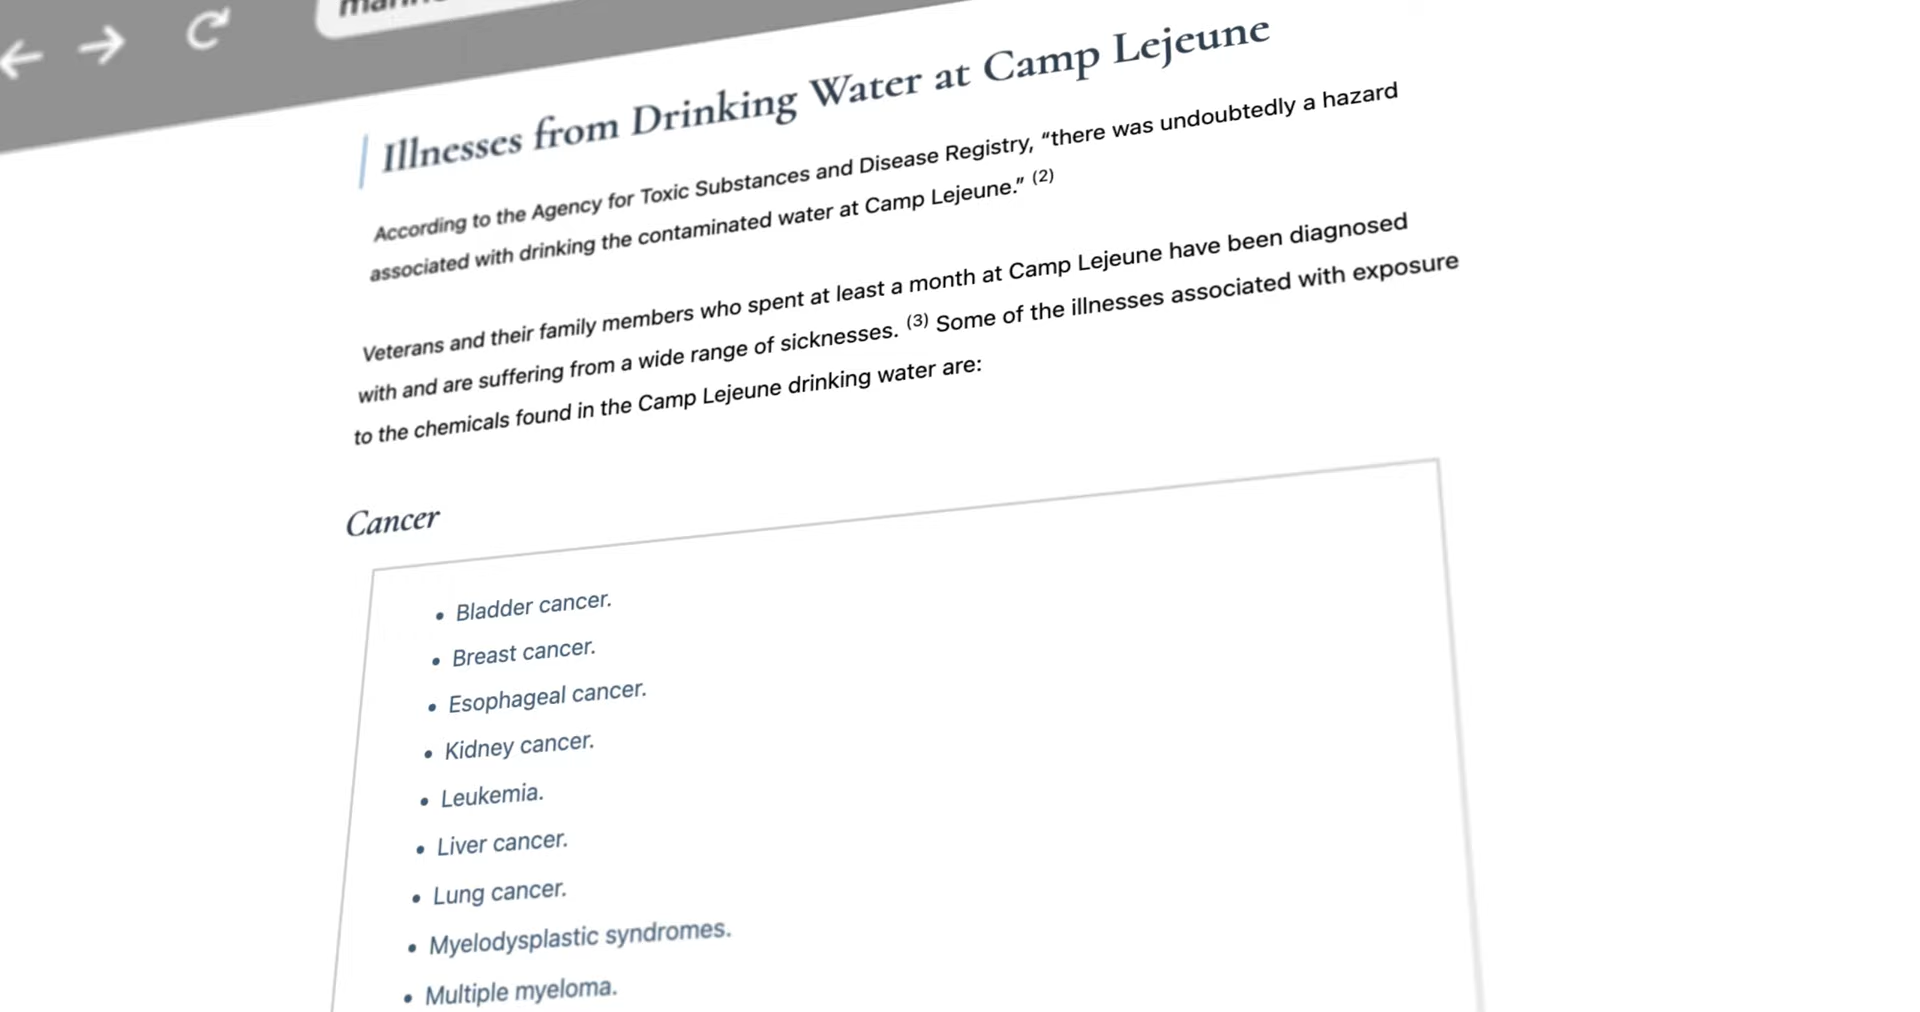 Illnesses from Drinking Water at Camp Lejeune
According to the Agency for Toxic Substances and Disease Registry, “there was undoubtedly a hazard
associated with drinking the contaminated water at Camp Lejeune.” (2)
Veterans and their family members who spent at least a month at Camp Lejeune have been diagnosed
with and are suffering from a wide range of sicknesses. (3) Some of the illnesses associated with exposure
to the chemicals found in the Camp Lejeune drinking water are:
Cancer
• Bladder cancer.
• Breast cancer.
• Esophageal cancer.
• Kidney cancer.
• Leukemia.
• Liver cancer.
• Lung cancer.
• Myelodysplastic syndromes.
• Multiple myeloma.